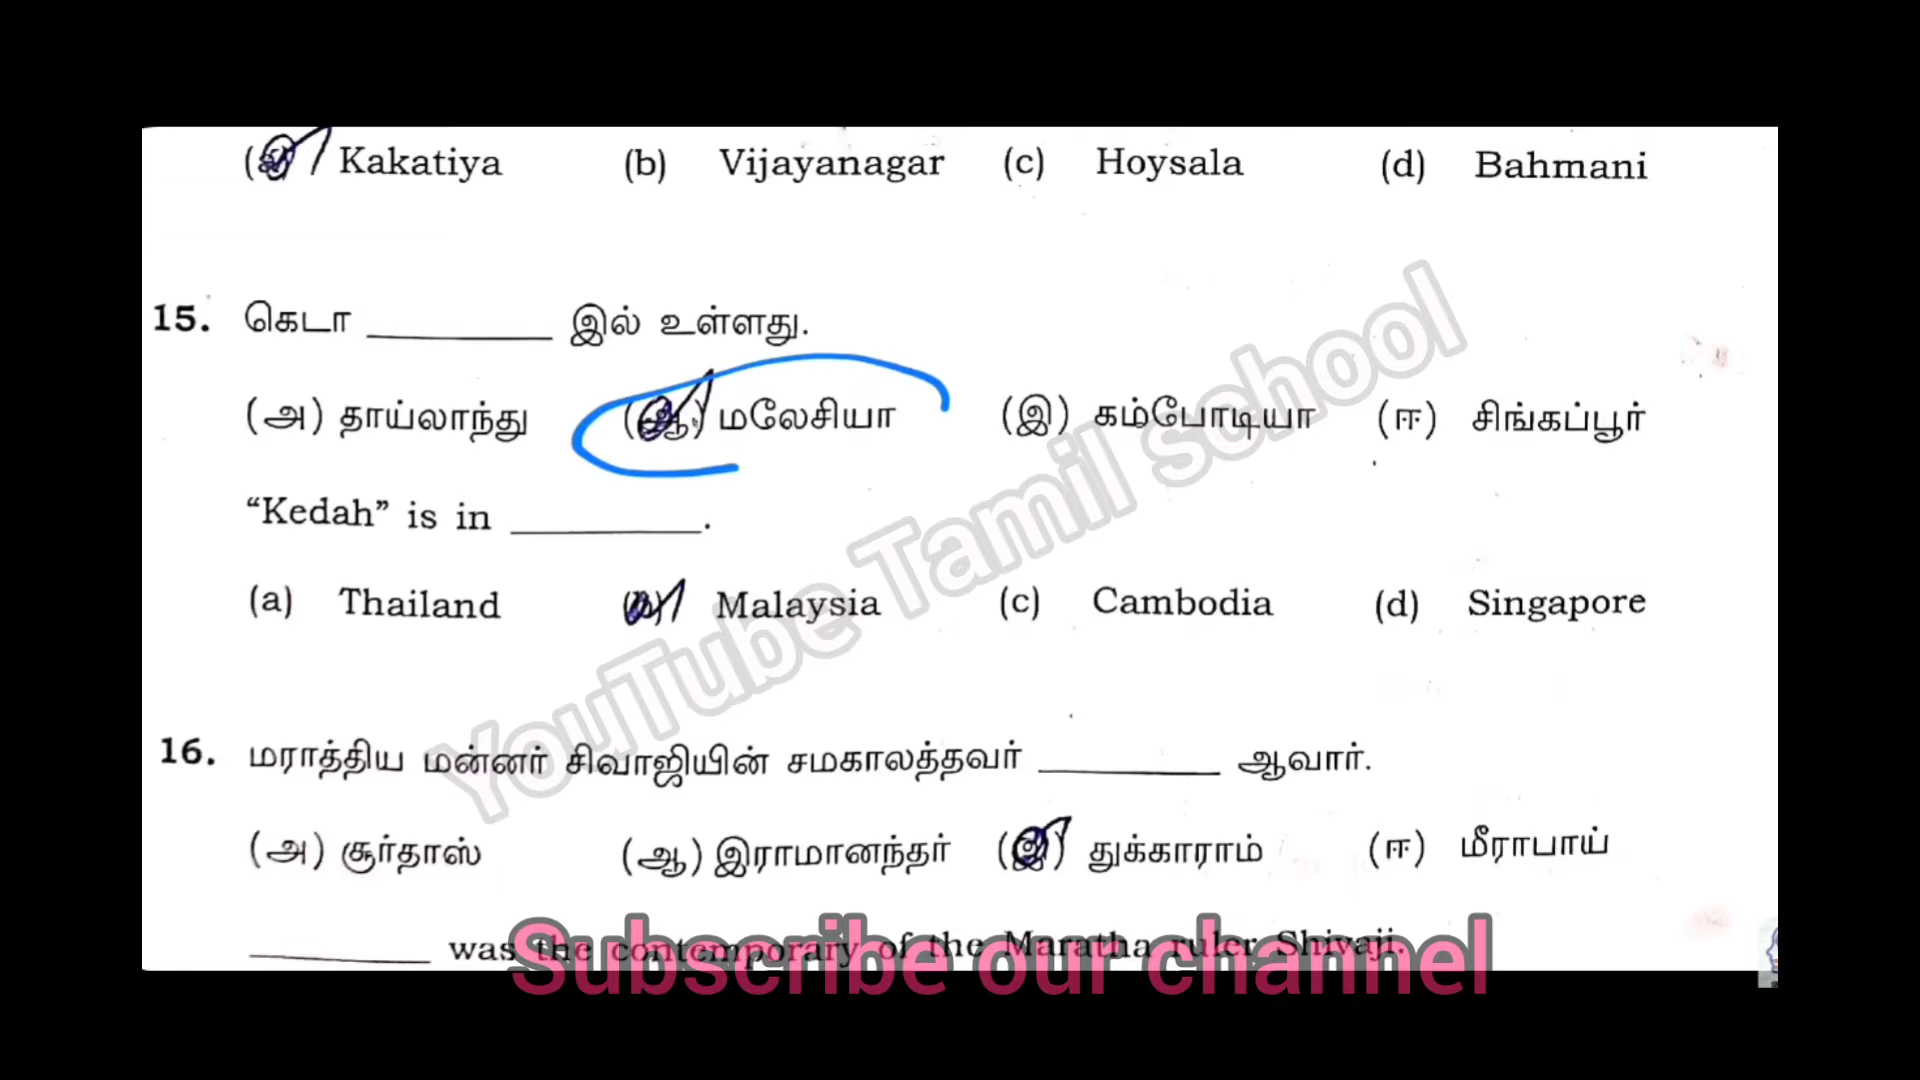 ( ) Kakatiya (b) Vijayanagar (c) Hoysala (d) Bahmani
15. கெடா ________ இல் உள்ளது.
(அ) தாய்லாந்து (ஆ) மலேசியா (இ) கம்போடியா (ஈ) சிங்கப்பூர்
“Kedah” is in ________.
(a) Thailand (b) Malaysia (c) Cambodia (d) Singapore
YouTube Tamil school
16. மராத்திய மன்னர் சிவாஜியின் சமகாலத்தவர் ________ ஆவார்.
(அ) சூர்தாஸ் (ஆ) இராமானந்தர் (இ) துக்காராம் (ஈ) மீராபாய்
________ was the contemporary of the Maratha ruler Shivaji.
Subscribe our channel